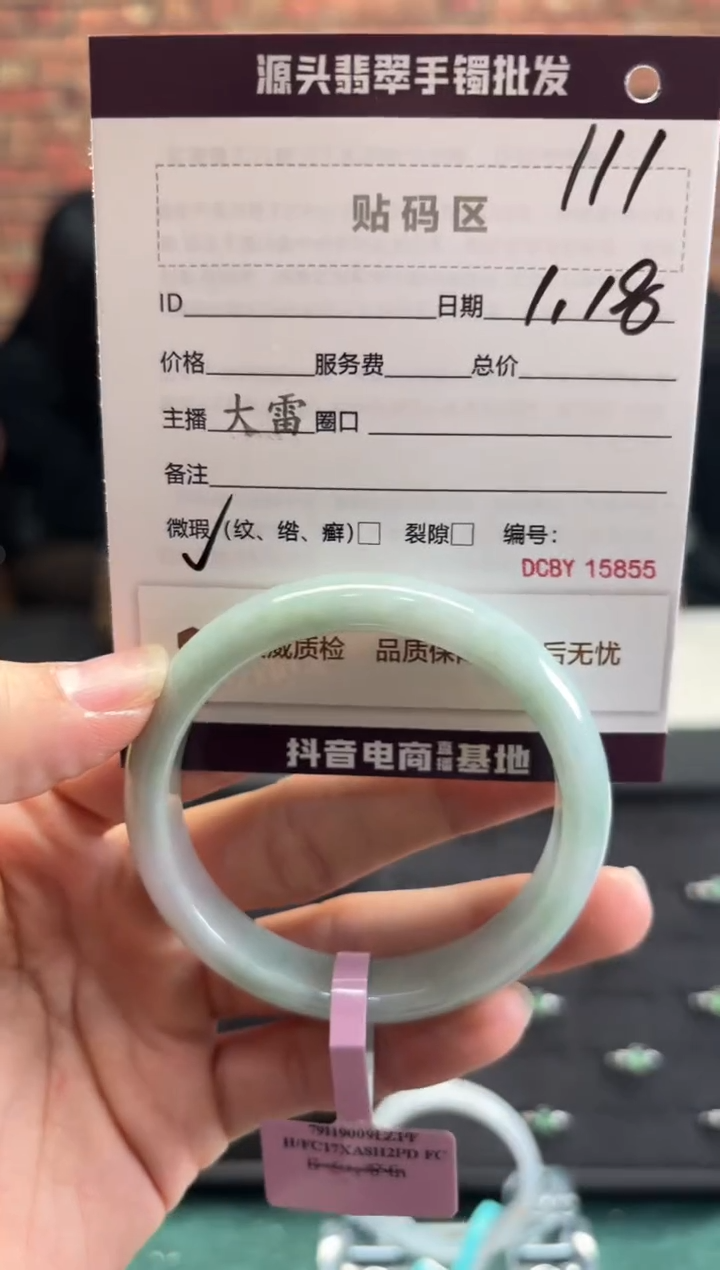 源头翡翠手镯批发
111
贴码区
ID 日期 1.18
价格 服务费 总价
主播 大雷 圈口
备注
微瑕 ✓ (纹、绺、癣)□ 裂隙□ 编号:
DCBY 15855
威质检 品质保 后无忧
抖音电商直播基地